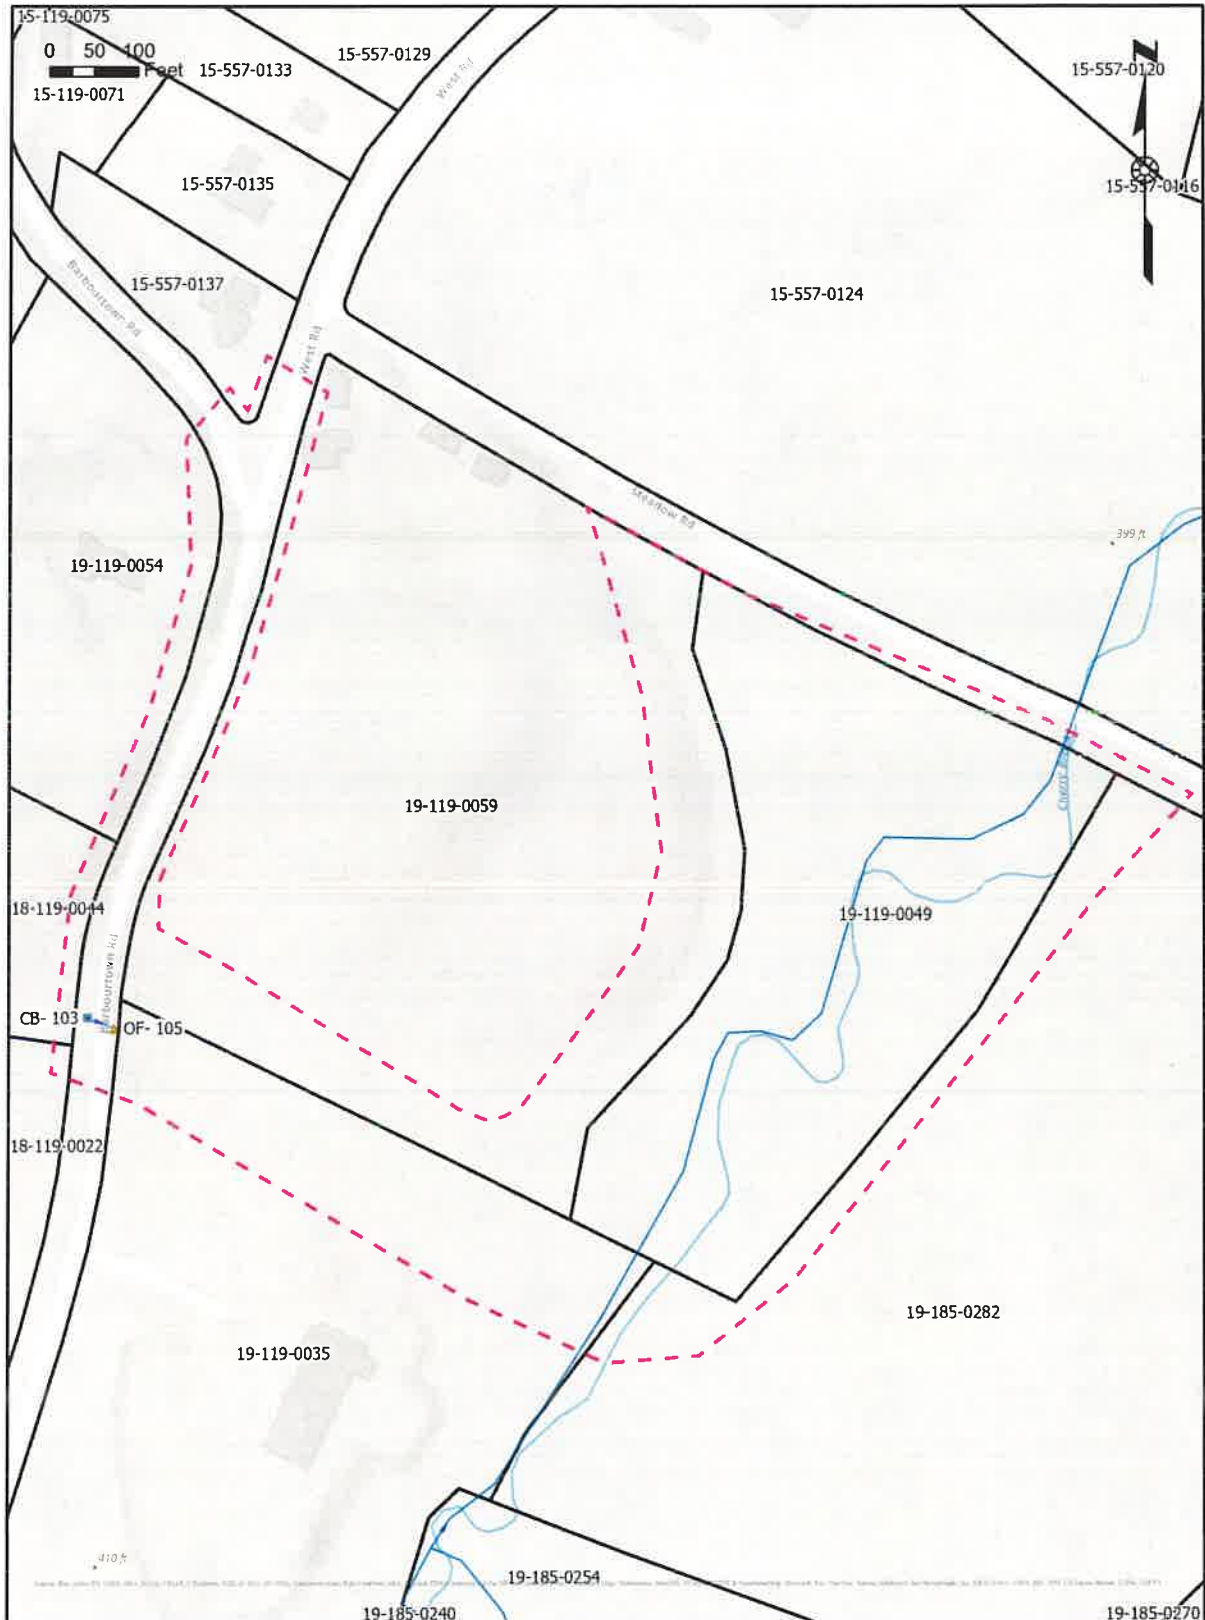 15-119-0075
0 50 100
Feet
15-557-0133
15-557-0129
West Rd
15-557-0120
N
15-119-0071
15-557-0135
15-557-0116
15-557-0137
Barbourtown Rd
15-557-0124
West Rd
Meadow Rd
399 ft
19-119-0054
19-119-0059
18-119-0044
19-119-0049
Barbourtown Rd
CB- 103
OF- 105
18-119-0022
19-185-0282
19-119-0035
410 ft
19-185-0254
19-185-0240
19-185-0270